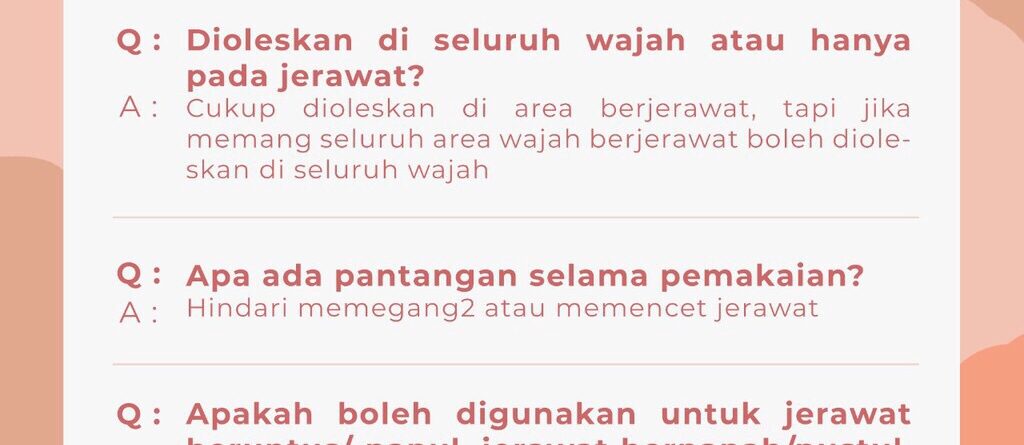 Q : Dioleskan di seluruh wajah atau hanya
pada jerawat?
A : Cukup dioleskan di area berjerawat, tapi jika
memang seluruh area wajah berjerawat boleh diole-
skan di seluruh wajah
Q : Apa ada pantangan selama pemakaian?
A : Hindari memegang2 atau memencet jerawat
Q : Apakah boleh digunakan untuk jerawat